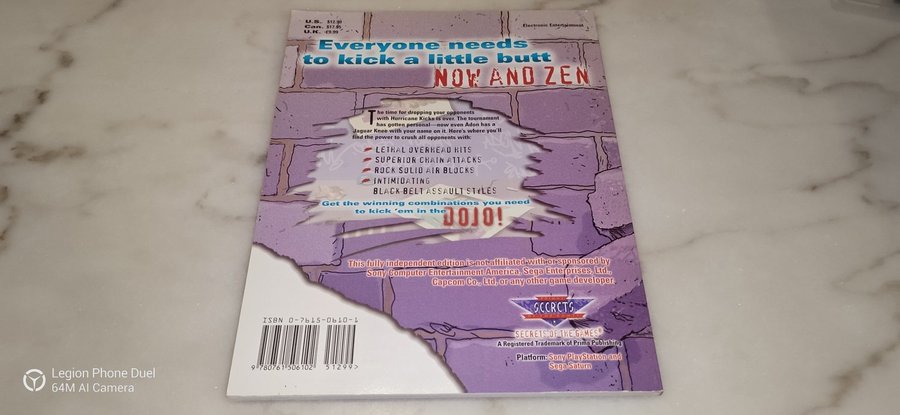 U.S. $12.99
Can. $17.95
U.K. £9.99
Electronic Entertainment
Everyone needs
to kick a little butt
NOW AND ZEN
The time for dropping your opponents
with Hurricane Kicks is over. The tournament
has gotten personal—now even Adon has a
Jaguar Knee with your name on it. Here's where you'll
find the power to crush all opponents with:
LETHAL OVERHEAD HITS
SUPERIOR CHAIN ATTACKS
ROCK SOLID AIR BLOCKS
INTIMIDATING
BLACK BELT ASSAULT STYLES
Get the winning combinations you need
to kick 'em in the DOJO!
This fully independent edition is not affiliated with or sponsored by
Sony Computer Entertainment America, Sega Enterprises, Ltd.,
Capcom Co., Ltd. or any other game developer.
SECRETS
SECRETS OF THE GAMES®
A Registered Trademark of Prima Publishing
Platform: Sony PlayStation and
Sega Saturn
ISBN 0-7615-0610-1
9 780761 506102
51299>
Legion Phone Duel
64M AI Camera